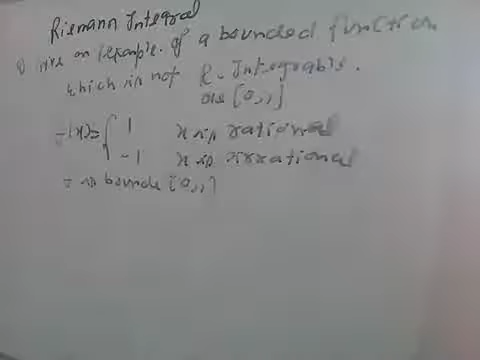 Riemann Integral
Give an example of a bounded function
which is not R-Integrable.
on [0,1]
f(x)= { 1 x is rational
-1 x is irrational
f is bounde [0,1]